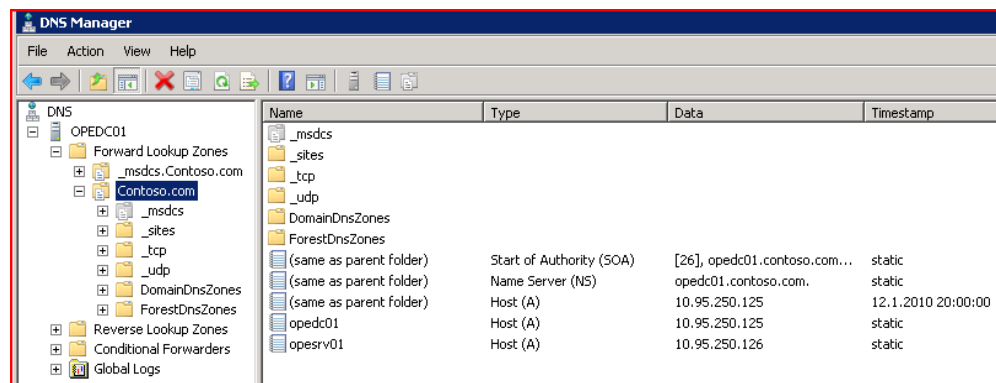 DNS Manager
File Action View Help
DNS
OPEDC01
Forward Lookup Zones
_msdcs.Contoso.com
Contoso.com
_msdcs
_sites
_tcp
_udp
DomainDnsZones
ForestDnsZones
Reverse Lookup Zones
Conditional Forwarders
Global Logs
Name Type Data Timestamp
_msdcs
_sites
_tcp
_udp
DomainDnsZones
ForestDnsZones
(same as parent folder) Start of Authority (SOA) [26], opedc01.contoso.com... static
(same as parent folder) Name Server (NS) opedc01.contoso.com. static
(same as parent folder) Host (A) 10.95.250.125 12.1.2010 20:00:00
opedc01 Host (A) 10.95.250.125 static
opesrv01 Host (A) 10.95.250.126 static